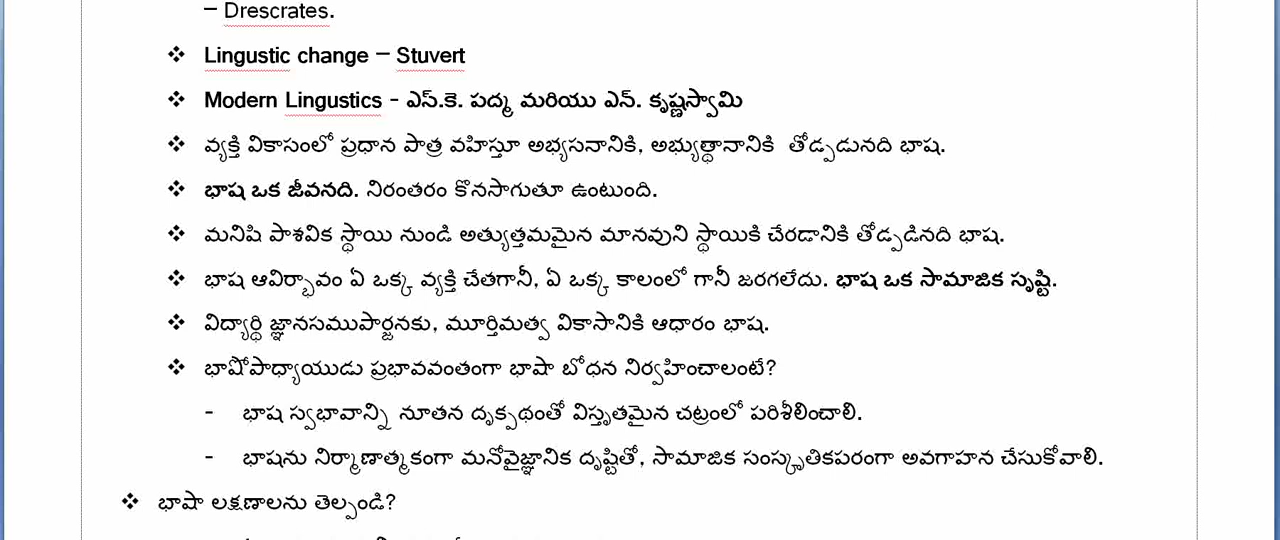 – Drescrates.
❖ Lingustic change – Stuvert
❖ Modern Lingustics - ఎస్.కె. పద్మ మరియు ఎన్. కృష్ణస్వామి
❖ వ్యక్తి వికాసంలో ప్రధాన పాత్ర వహిస్తూ అభ్యసనానికి, అభ్యుత్థానానికి తోడ్పడునది భాష.
❖ భాష ఒక జీవనది. నిరంతరం కొనసాగుతూ ఉంటుంది.
❖ మనిషి పాశవిక స్థాయి నుండి అత్యుత్తమమైన మానవుని స్థాయికి చేరడానికి తోడ్పడినది భాష.
❖ భాష ఆవిర్భావం ఏ ఒక్క వ్యక్తి చేతగానీ, ఏ ఒక్క కాలంలో గానీ జరగలేదు. భాష ఒక సామాజిక సృష్టి.
❖ విద్యార్థి జ్ఞానసముపార్జనకు, మూర్తిమత్వ వికాసానికి ఆధారం భాష.
❖ భాషోపాధ్యాయుడు ప్రభావవంతంగా భాషా బోధన నిర్వహించాలంటే?
- భాష స్వభావాన్ని నూతన దృక్పథంతో విస్తృతమైన చట్రంలో పరిశీలించాలి.
- భాషను నిర్మాణాత్మకంగా మనోవైజ్ఞానిక దృష్టితో, సామాజిక సంస్కృతికపరంగా అవగాహన చేసుకోవాలి.
❖ భాషా లక్షణాలను తెల్పండి?